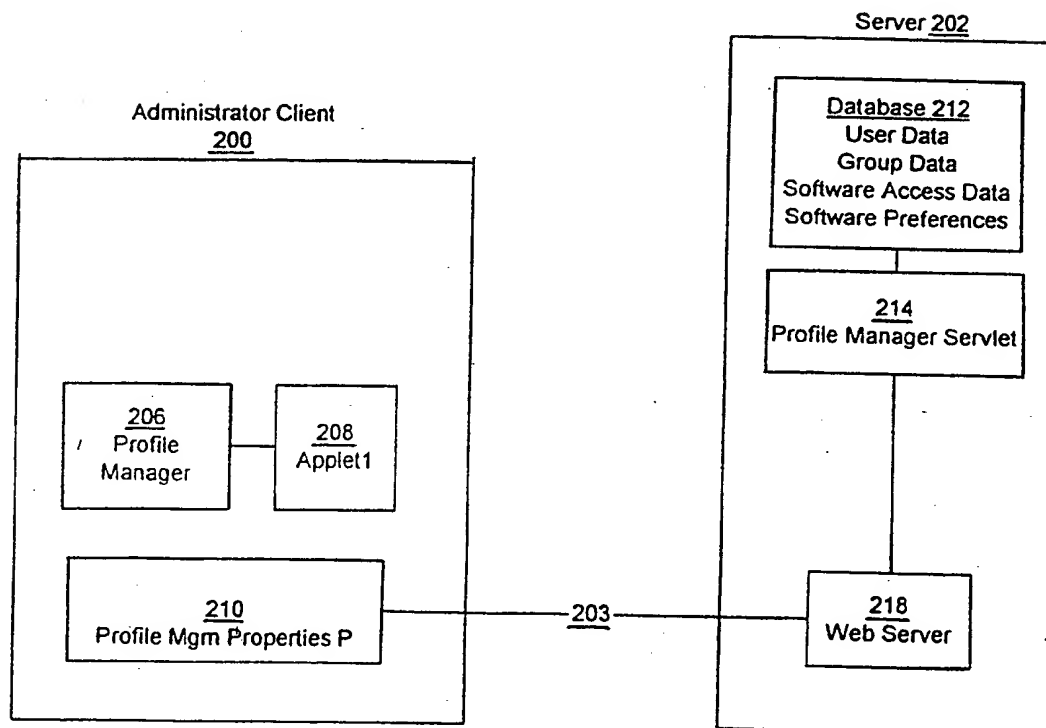 Server 202
Database 212
User Data
Group Data
Software Access Data
Software Preferences
214
Profile Manager Servlet
218
Web Server
Administrator Client
200
206
Profile
Manager
208
Applet1
210
Profile Mgm Properties P
203